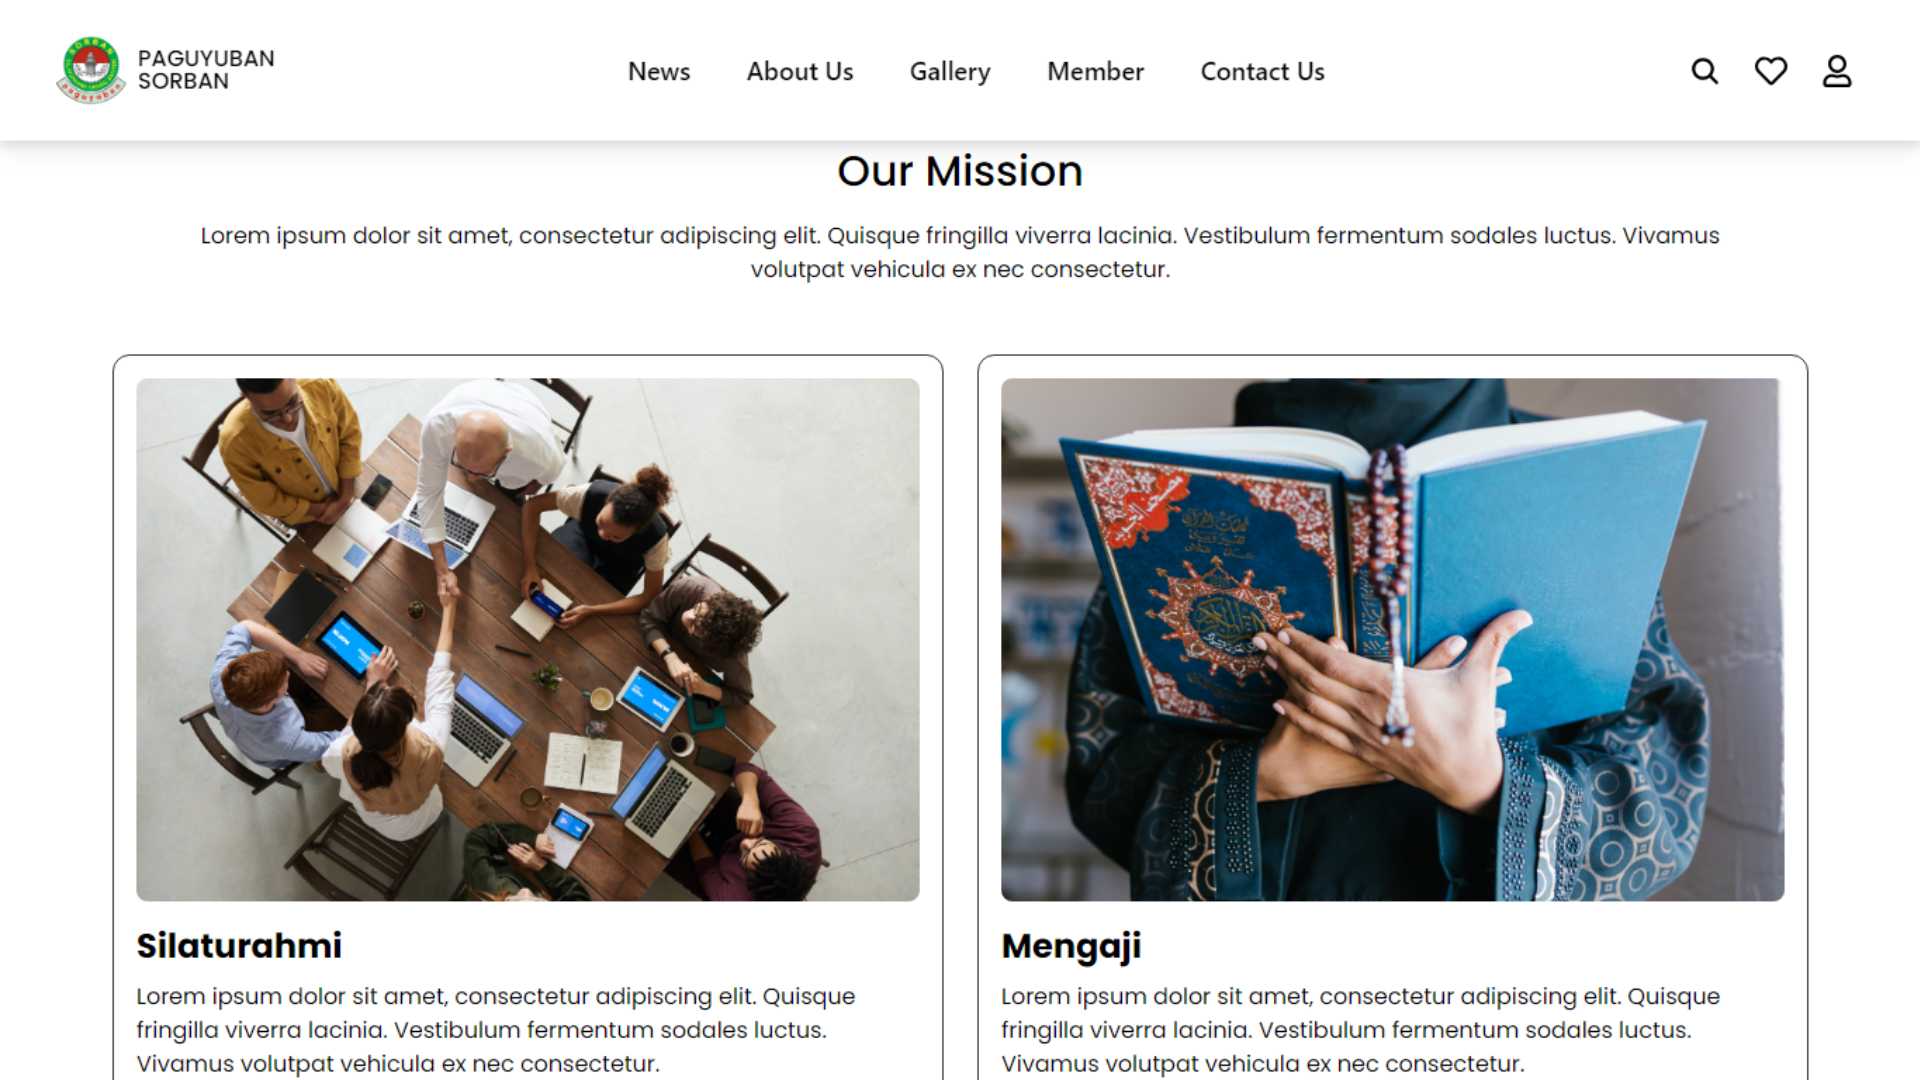 SORBAN
paguyuban
PAGUYUBAN
SORBAN
News About Us Gallery Member Contact Us
Our Mission
Lorem ipsum dolor sit amet, consectetur adipiscing elit. Quisque fringilla viverra lacinia. Vestibulum fermentum sodales luctus. Vivamus
volutpat vehicula ex nec consectetur.
Silaturahmi
Lorem ipsum dolor sit amet, consectetur adipiscing elit. Quisque
fringilla viverra lacinia. Vestibulum fermentum sodales luctus.
Vivamus volutpat vehicula ex nec consectetur.
Mengaji
Lorem ipsum dolor sit amet, consectetur adipiscing elit. Quisque
fringilla viverra lacinia. Vestibulum fermentum sodales luctus.
Vivamus volutpat vehicula ex nec consectetur.